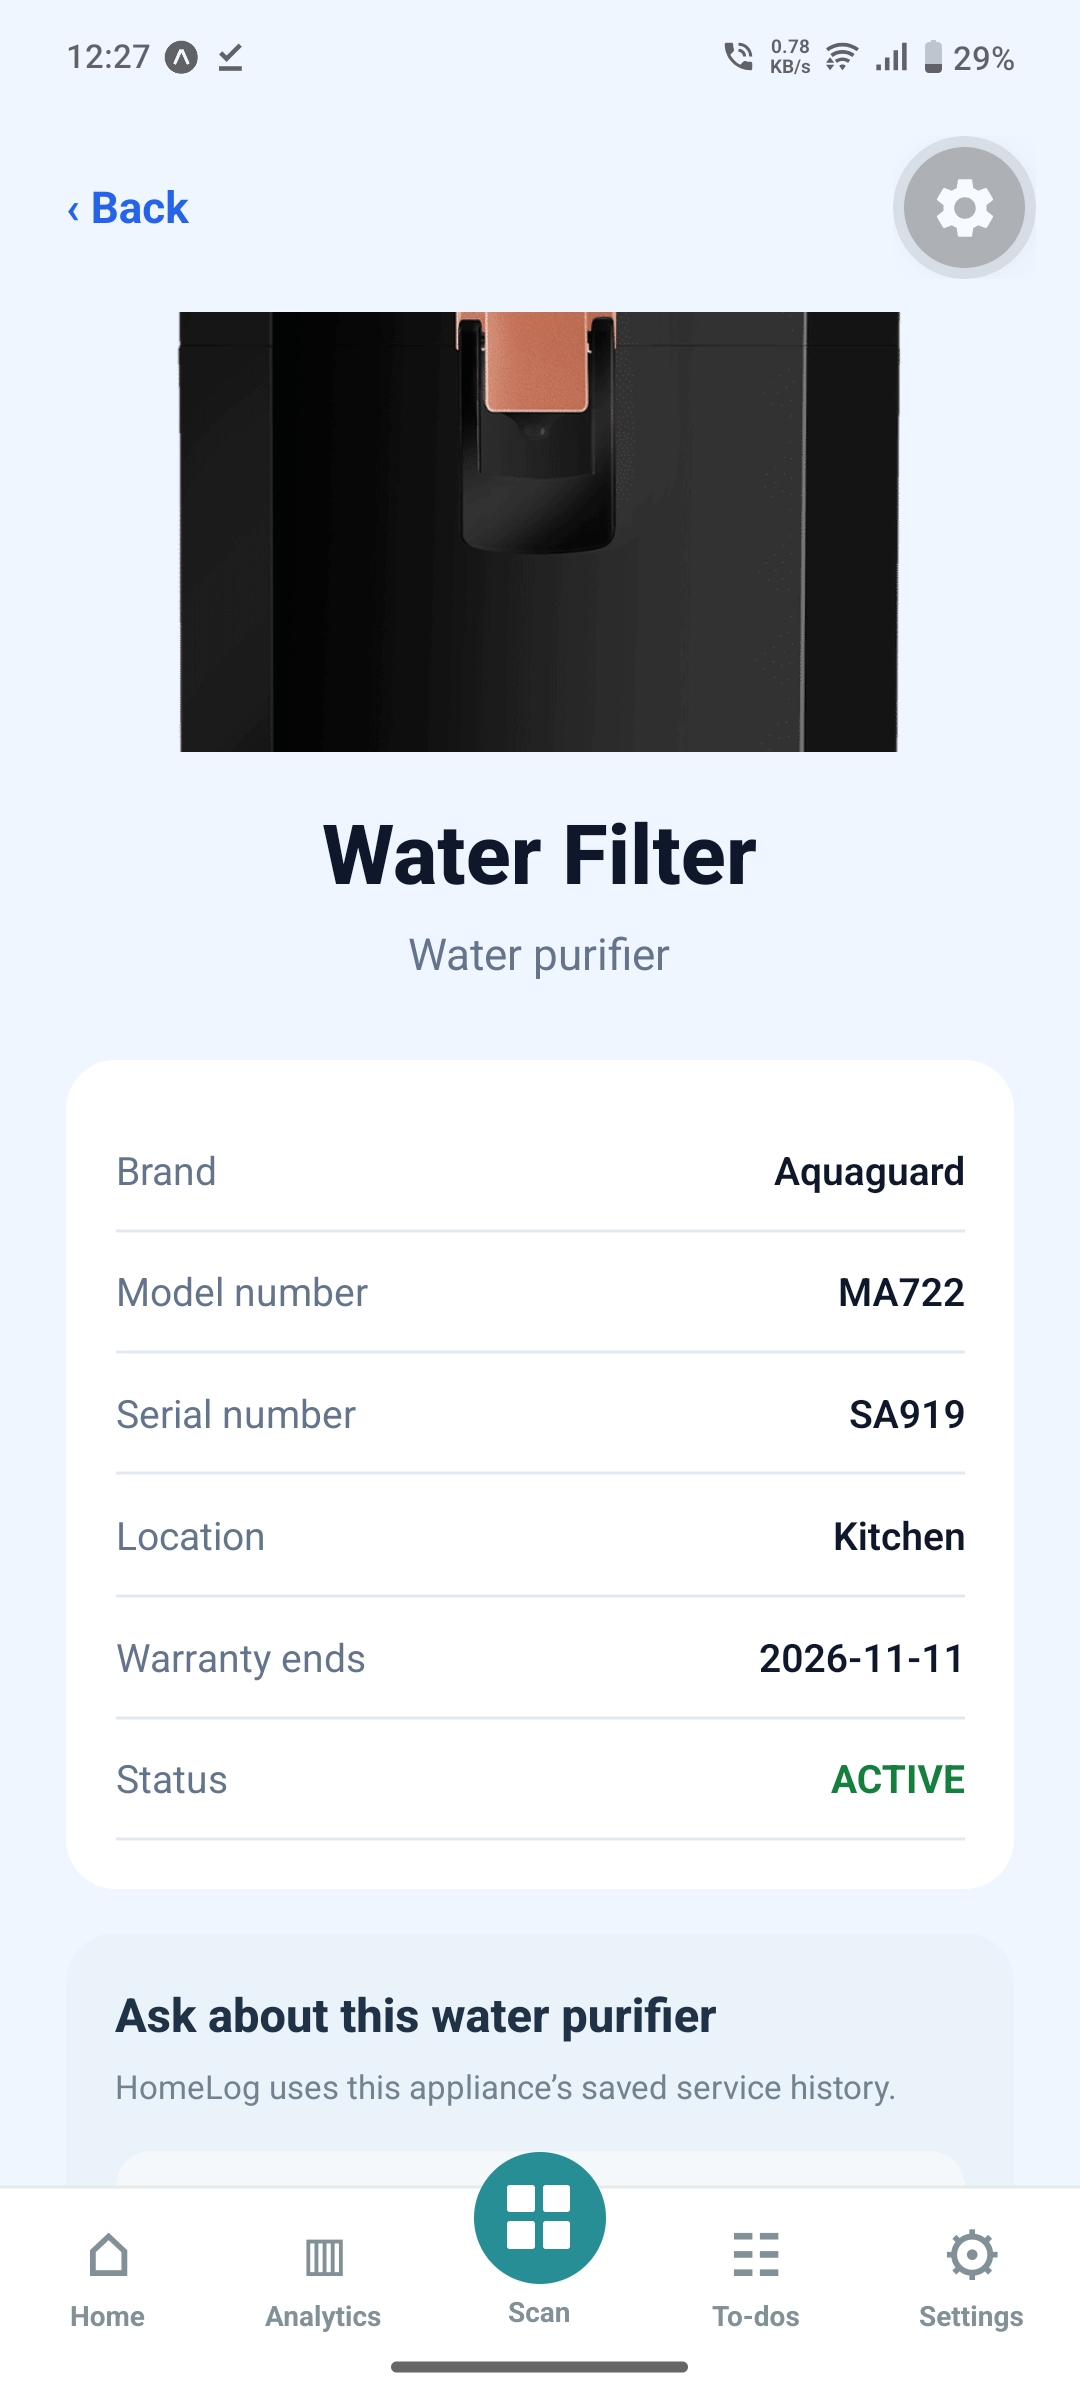 12:27
0.78
KB/s
29%
‹ Back
Water Filter
Water purifier
Brand Aquaguard
Model number MA722
Serial number SA919
Location Kitchen
Warranty ends 2026-11-11
Status ACTIVE
Ask about this water purifier
HomeLog uses this appliance’s saved service history.
Home Analytics Scan To-dos Settings